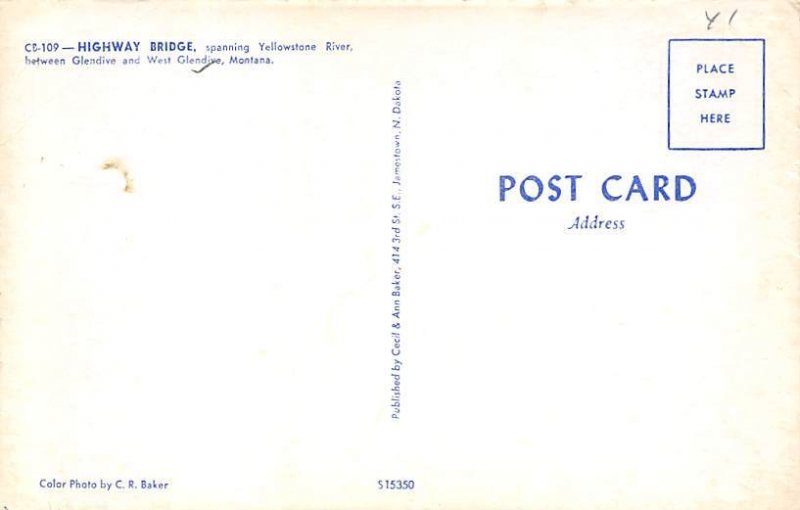 CB-109 — HIGHWAY BRIDGE, spanning Yellowstone River,
between Glendive and West Glendive, Montana.
Y1
PLACE
STAMP
HERE
Published by Cecil & Ann Baker, 414 3rd St. S.E., Jamestown, N. Dakota
POST CARD
Address
Color Photo by C. R. Baker
S15350